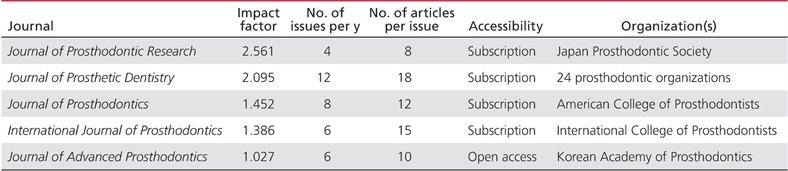 Journal Impact factor No. of issues per y No. of articles per issue Accessibility Organization(s)
Journal of Prosthodontic Research 2.561 4 8 Subscription Japan Prosthodontic Society
Journal of Prosthetic Dentistry 2.095 12 18 Subscription 24 prosthodontic organizations
Journal of Prosthodontics 1.452 8 12 Subscription American College of Prosthodontists
International Journal of Prosthodontics 1.386 6 15 Subscription International College of Prosthodontists
Journal of Advanced Prosthodontics 1.027 6 10 Open access Korean Academy of Prosthodontics